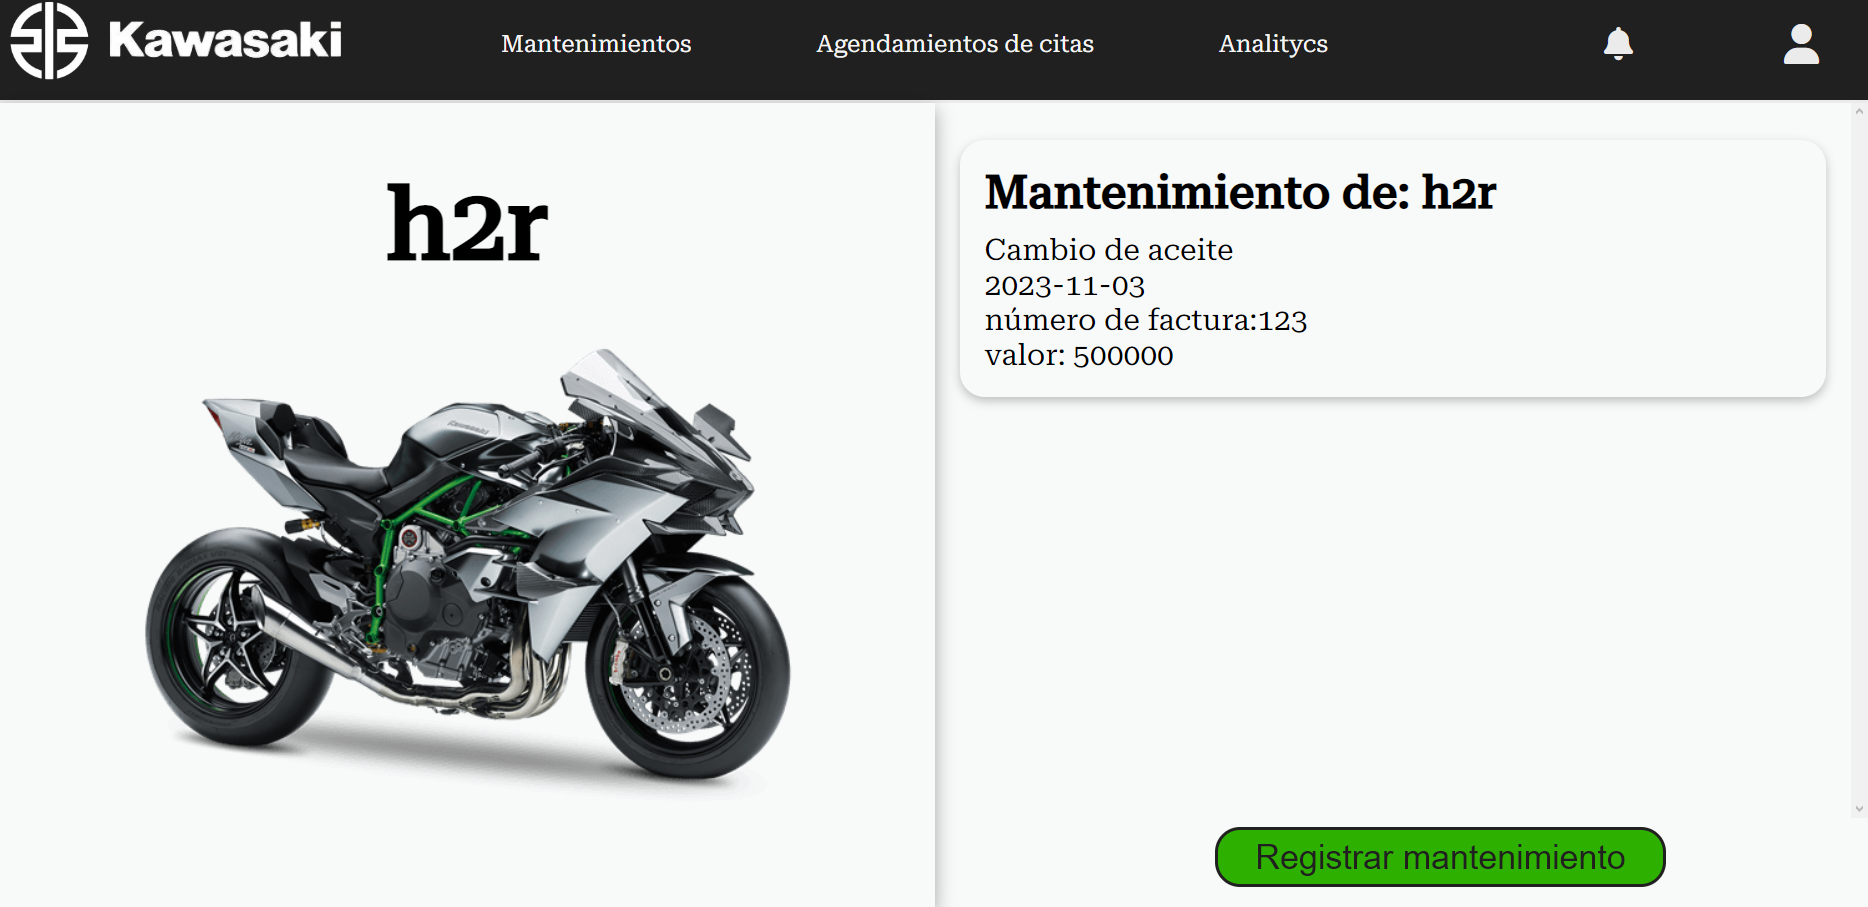 Kawasaki
Mantenimientos
Agendamientos de citas
Analitycs
h2r
Kawasaki
Mantenimiento de: h2r
Cambio de aceite
2023-11-03
número de factura:123
valor: 500000
Registrar mantenimiento